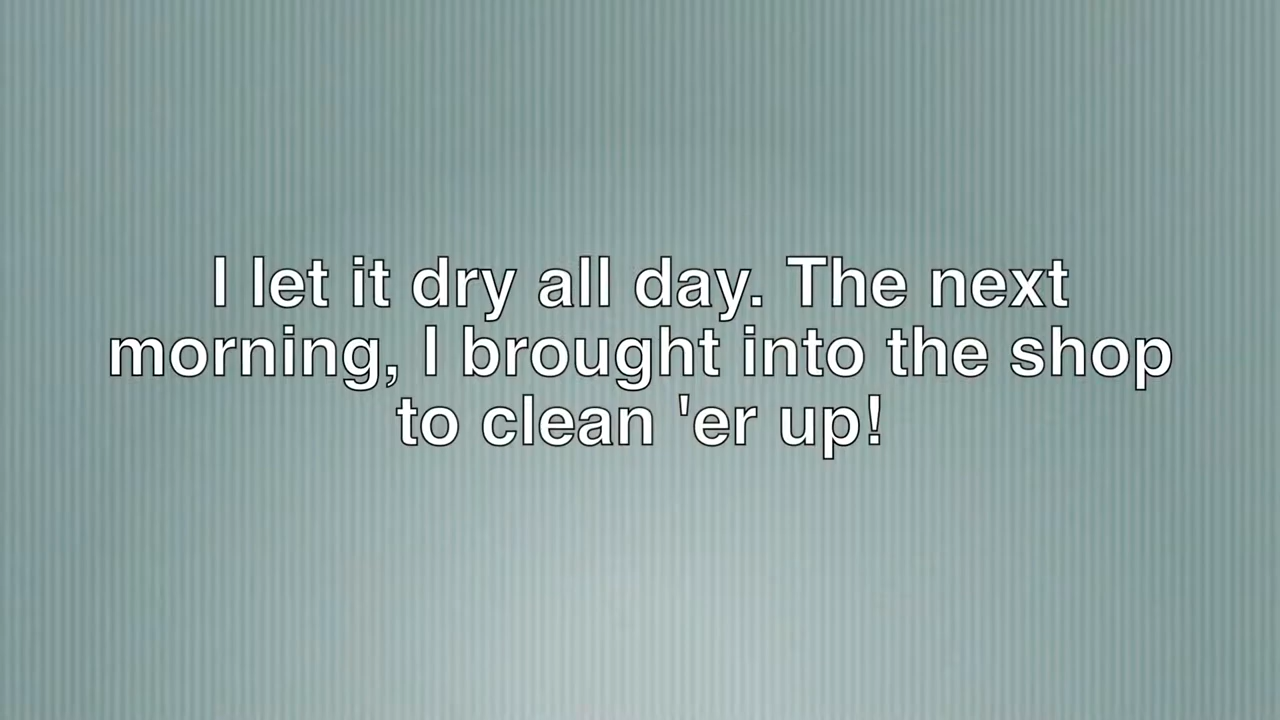 I let it dry all day. The next
morning, I brought into the shop
to clean 'er up!